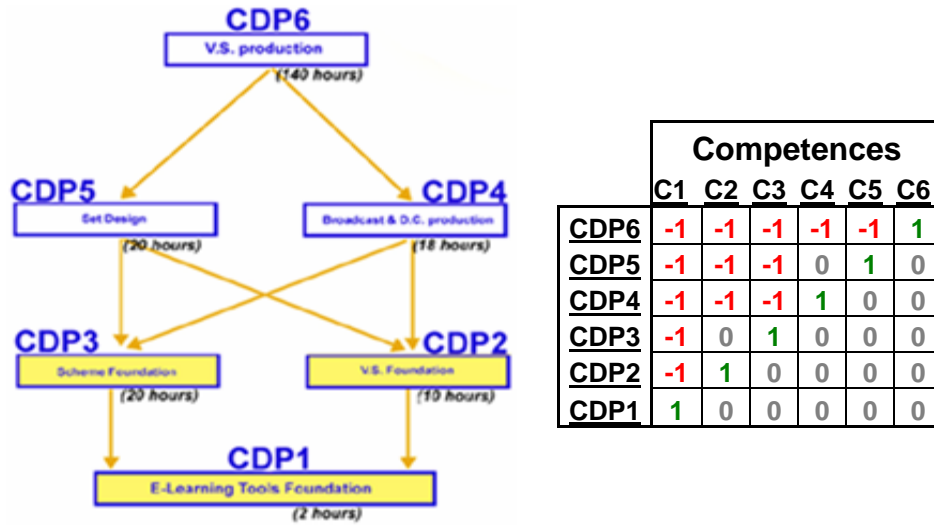 CDP6
V.S. production
(140 hours)
CDP5
Set Design
(20 hours)
CDP4
Broadcast & D.C. production
(18 hours)
CDP3
Scheme Foundation
(20 hours)
CDP2
V.S. Foundation
(10 hours)
CDP1
E-Learning Tools Foundation
(2 hours)
Competences
C1 C2 C3 C4 C5 C6
CDP6 -1 -1 -1 -1 -1 1
CDP5 -1 -1 -1 0 1 0
CDP4 -1 -1 -1 1 0 0
CDP3 -1 0 1 0 0 0
CDP2 -1 1 0 0 0 0
CDP1 1 0 0 0 0 0